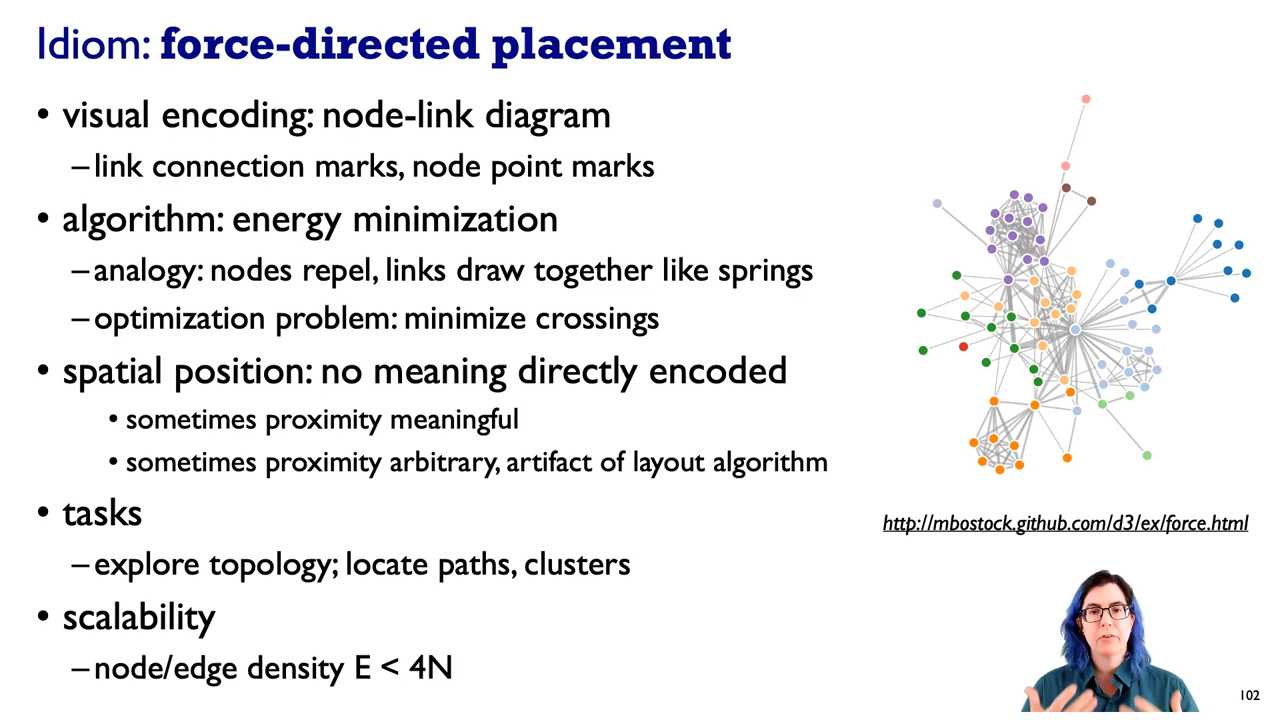 Idiom: force-directed placement
• visual encoding: node-link diagram
–link connection marks, node point marks
• algorithm: energy minimization
–analogy: nodes repel, links draw together like springs
–optimization problem: minimize crossings
• spatial position: no meaning directly encoded
• sometimes proximity meaningful
• sometimes proximity arbitrary, artifact of layout algorithm
• tasks
–explore topology; locate paths, clusters
• scalability
–node/edge density E < 4N
http://mbostock.github.com/d3/ex/force.html
102